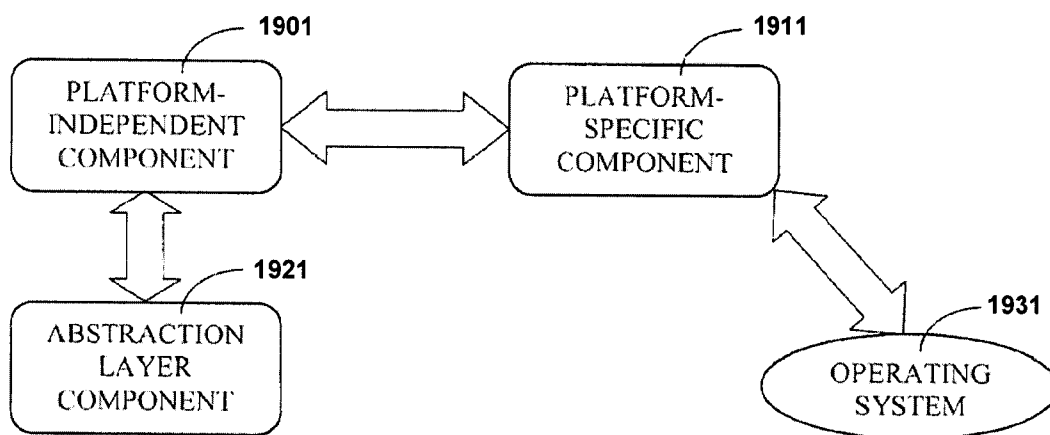 1901
PLATFORM-
INDEPENDENT
COMPONENT
1911
PLATFORM-
SPECIFIC
COMPONENT
1921
ABSTRACTION
LAYER
COMPONENT
1931
OPERATING
SYSTEM